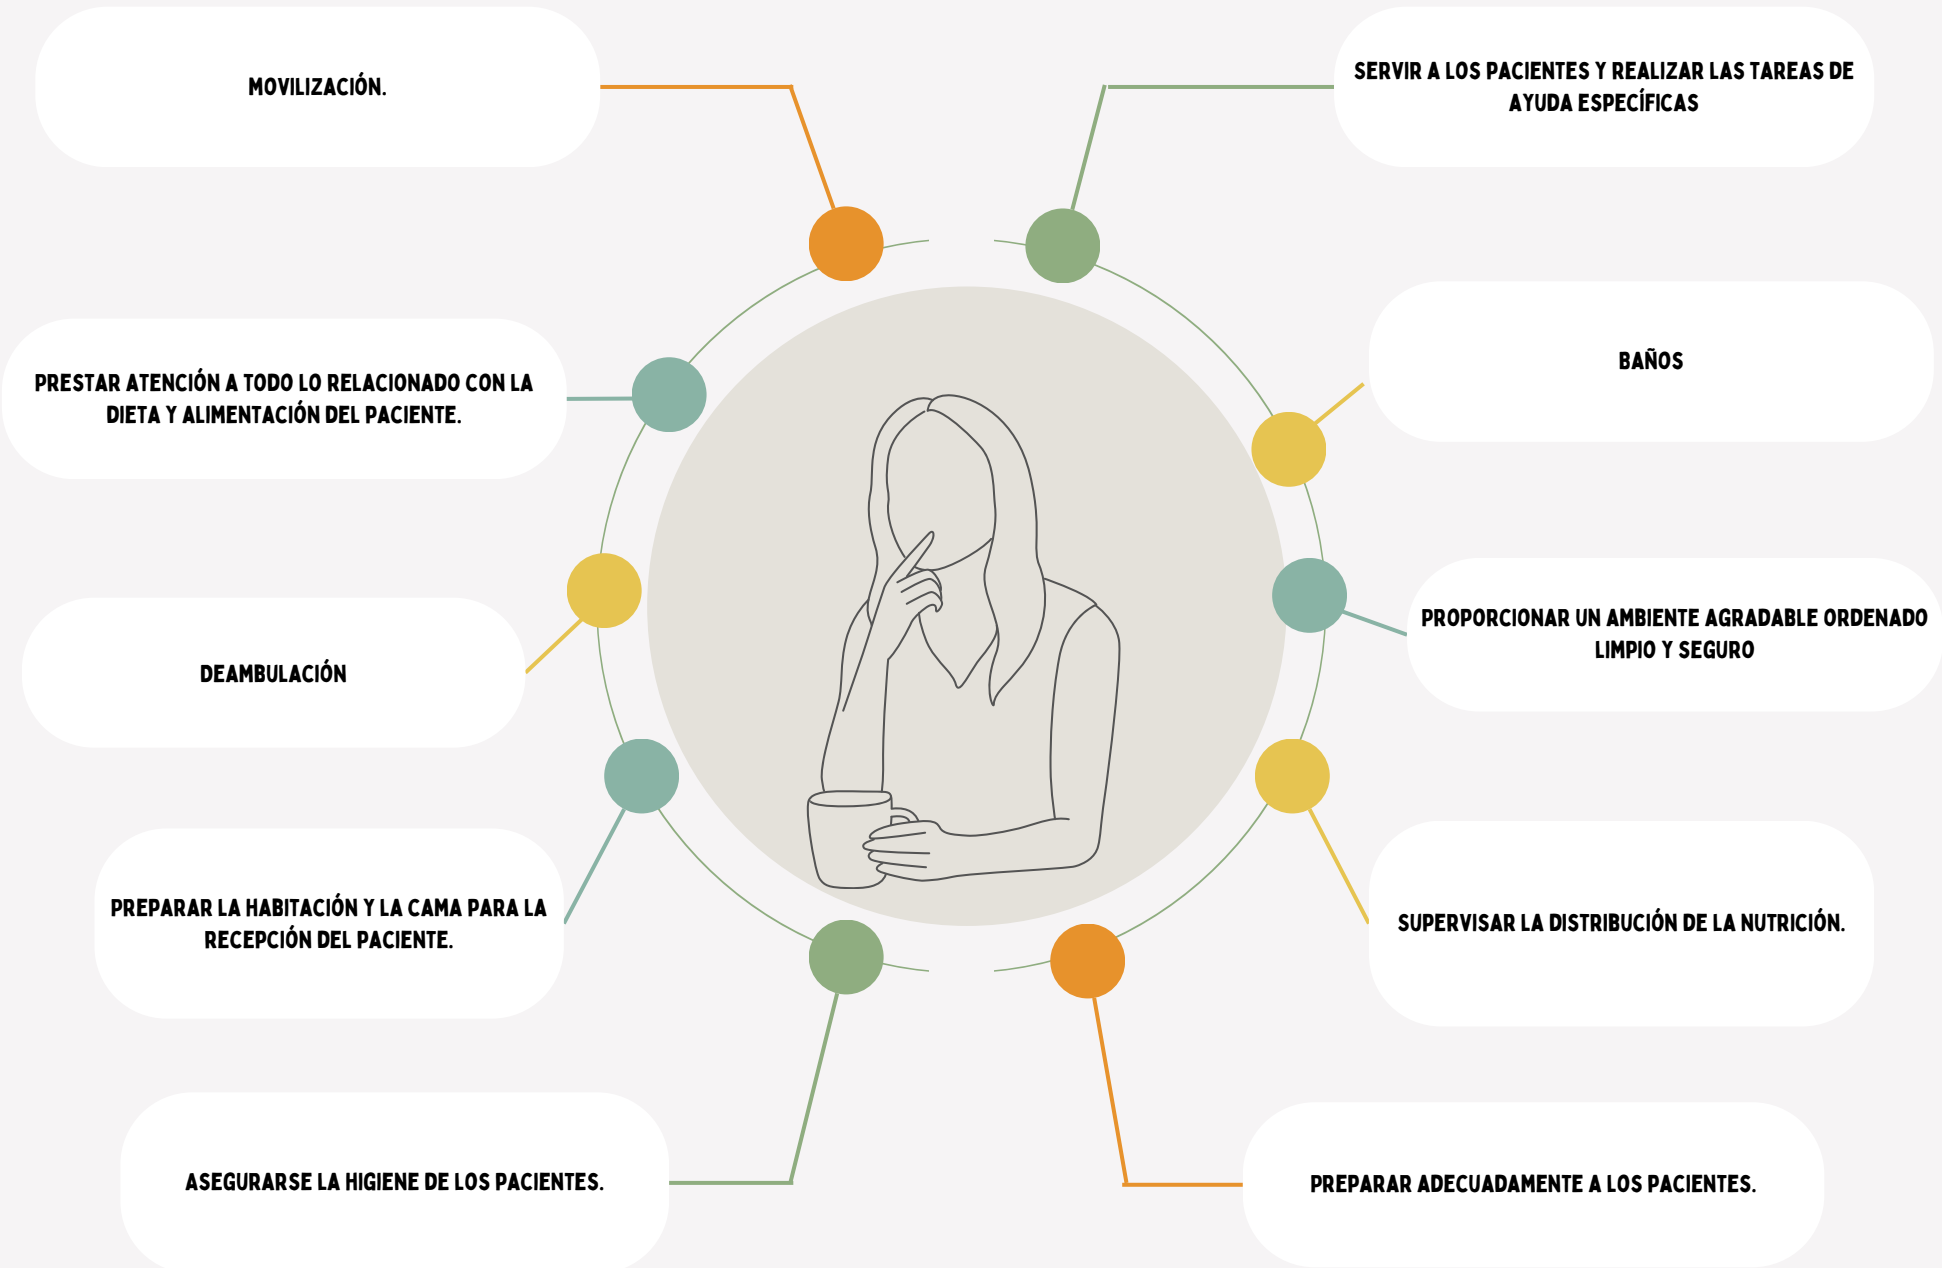 MOVILIZACIÓN.
SERVIR A LOS PACIENTES Y REALIZAR LAS TAREAS DE
AYUDA ESPECÍFICAS
PRESTAR ATENCIÓN A TODO LO RELACIONADO CON LA
DIETA Y ALIMENTACIÓN DEL PACIENTE.
BAÑOS
DEAMBULACIÓN
PROPORCIONAR UN AMBIENTE AGRADABLE ORDENADO
LIMPIO Y SEGURO
PREPARAR LA HABITACIÓN Y LA CAMA PARA LA
RECEPCIÓN DEL PACIENTE.
SUPERVISAR LA DISTRIBUCIÓN DE LA NUTRICIÓN.
ASEGURARSE LA HIGIENE DE LOS PACIENTES.
PREPARAR ADECUADAMENTE A LOS PACIENTES.